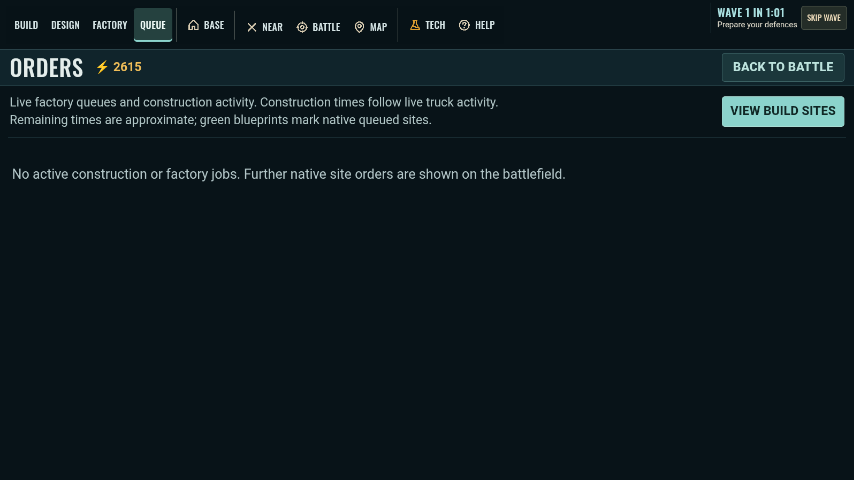 BUILD DESIGN FACTORY QUEUE BASE NEAR BATTLE MAP TECH HELP
WAVE 1 IN 1:01
Prepare your defences
SKIP WAVE
ORDERS ⚡ 2615
BACK TO BATTLE
Live factory queues and construction activity. Construction times follow live truck activity.
Remaining times are approximate; green blueprints mark native queued sites.
VIEW BUILD SITES
No active construction or factory jobs. Further native site orders are shown on the battlefield.